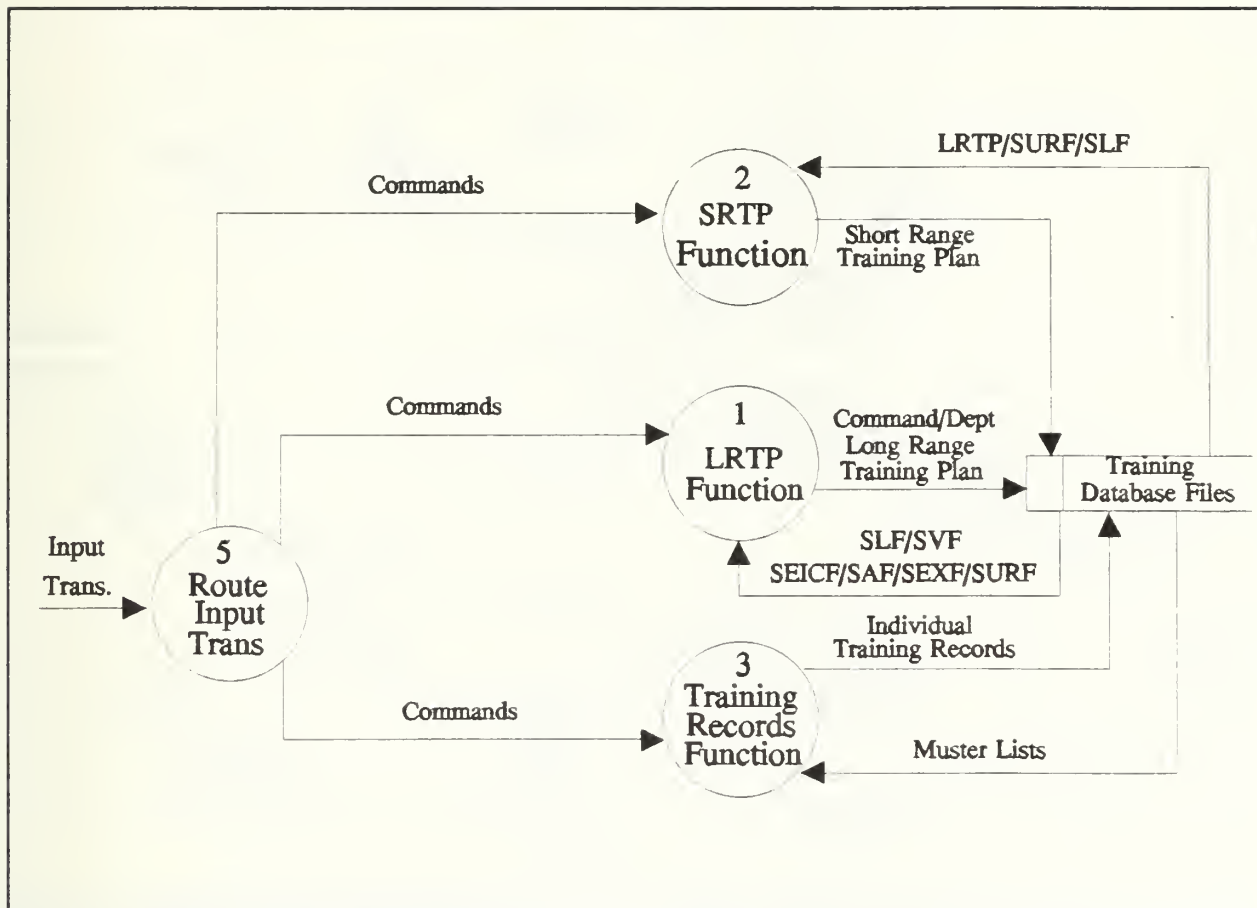 LRTP/SURF/SLF
Commands
2
SRTP
Function
Short Range
Training Plan
Commands
1
LRTP
Function
Command/Dept
Long Range
Training Plan
Training
Database Files
Input
Trans.
5
Route
Input
Trans
SLF/SVF
SEICF/SAF/SEXF/SURF
Individual
Training Records
3
Training
Records
Function
Commands
Muster Lists